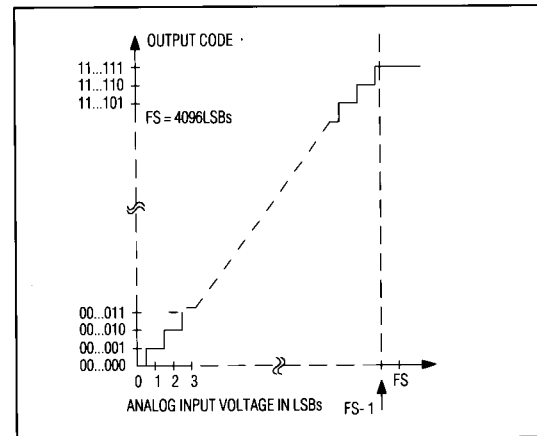 OUTPUT CODE
11...111
11...110
11...101
FS = 4096LSBs
00...011
00...010
00...001
00...000
0 1 2 3
FS
ANALOG INPUT VOLTAGE IN LSBs
FS-1